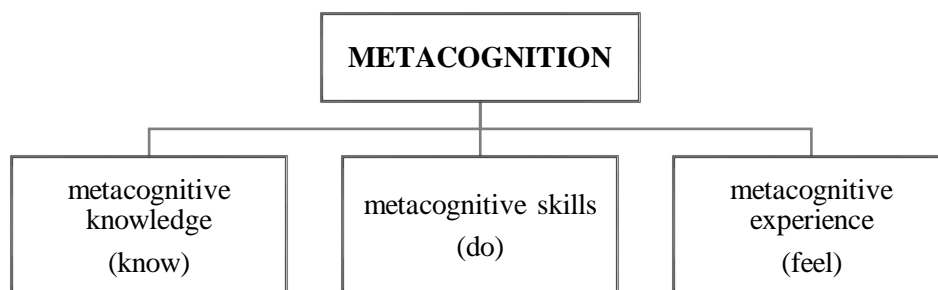 METACOGNITION
metacognitive
knowledge
(know)
metacognitive skills
(do)
metacognitive
experience
(feel)